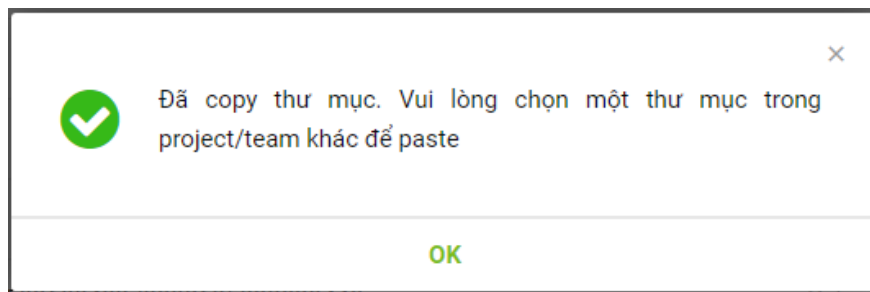 ×
Đã copy thư mục. Vui lòng chọn một thư mục trong
project/team khác để paste
OK